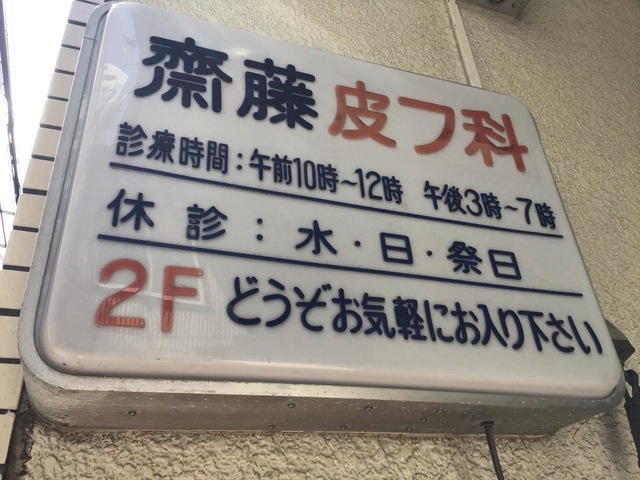 齋藤皮フ科
診療時間：午前10時～12時 午後3時～7時
休診：水・日・祭日
2F どうぞお気軽にお入り下さい